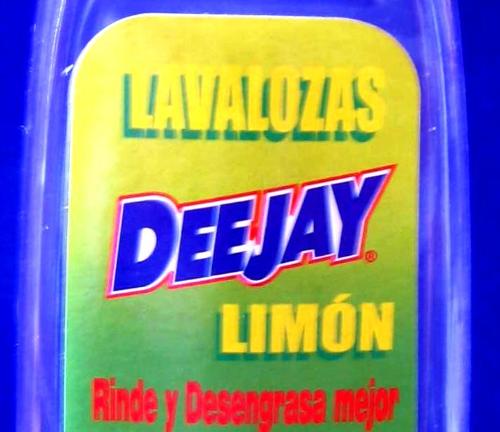 LAVALOZAS
DEEJAY®
LIMÓN
Rinde y Desengrasa mejor